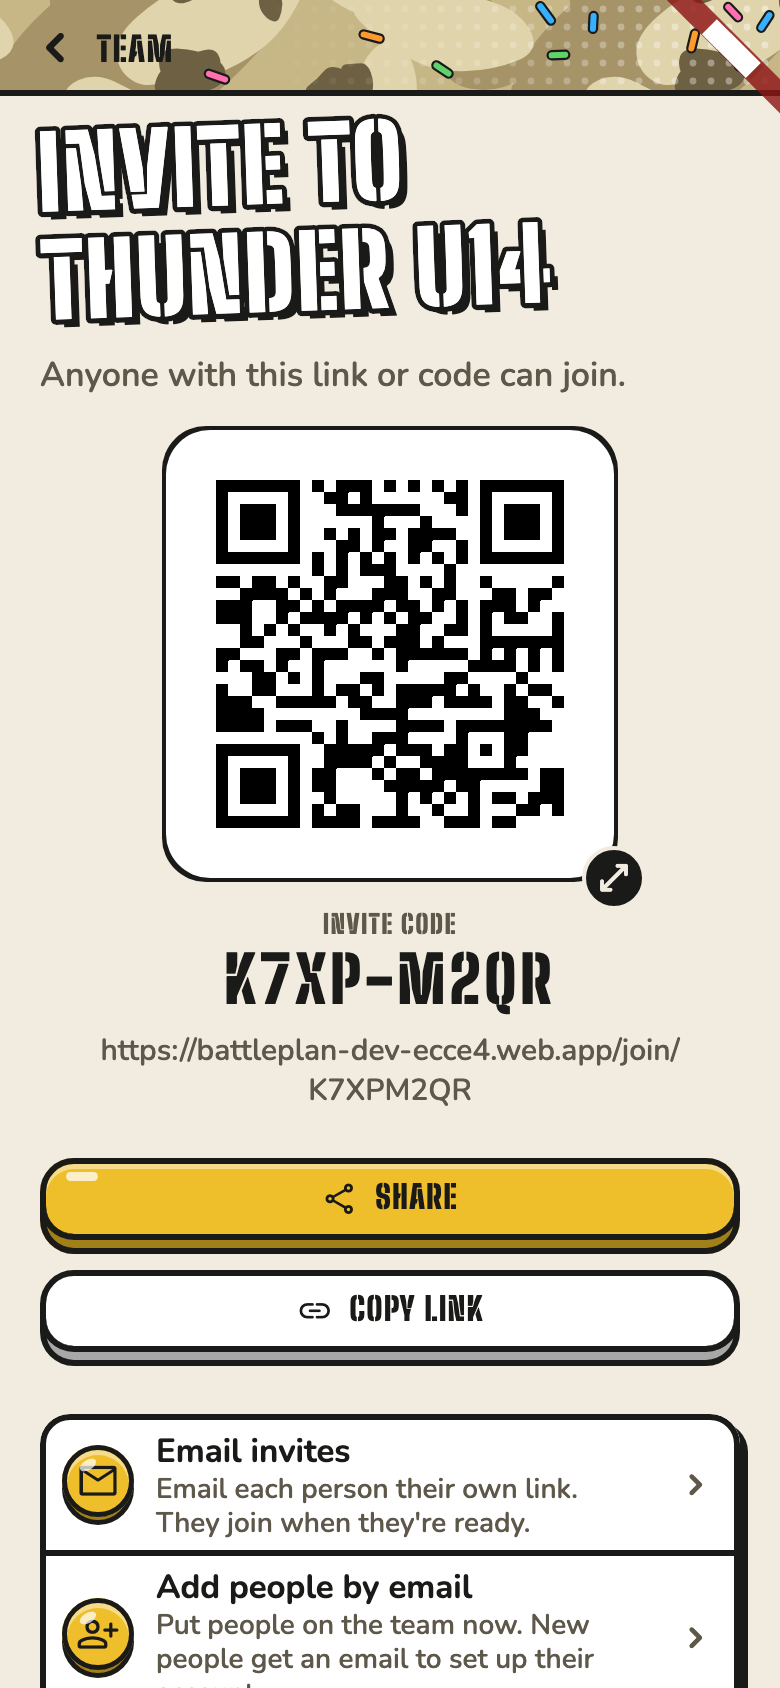 TEAM
INVITE TO
THUNDER U14
Anyone with this link or code can join.
INVITE CODE
K7XP-M2QR
https://battleplan-dev-ecce4.web.app/join/
K7XPM2QR
SHARE
COPY LINK
Email invites
Email each person their own link.
They join when they're ready.
Add people by email
Put people on the team now. New
people get an email to set up their